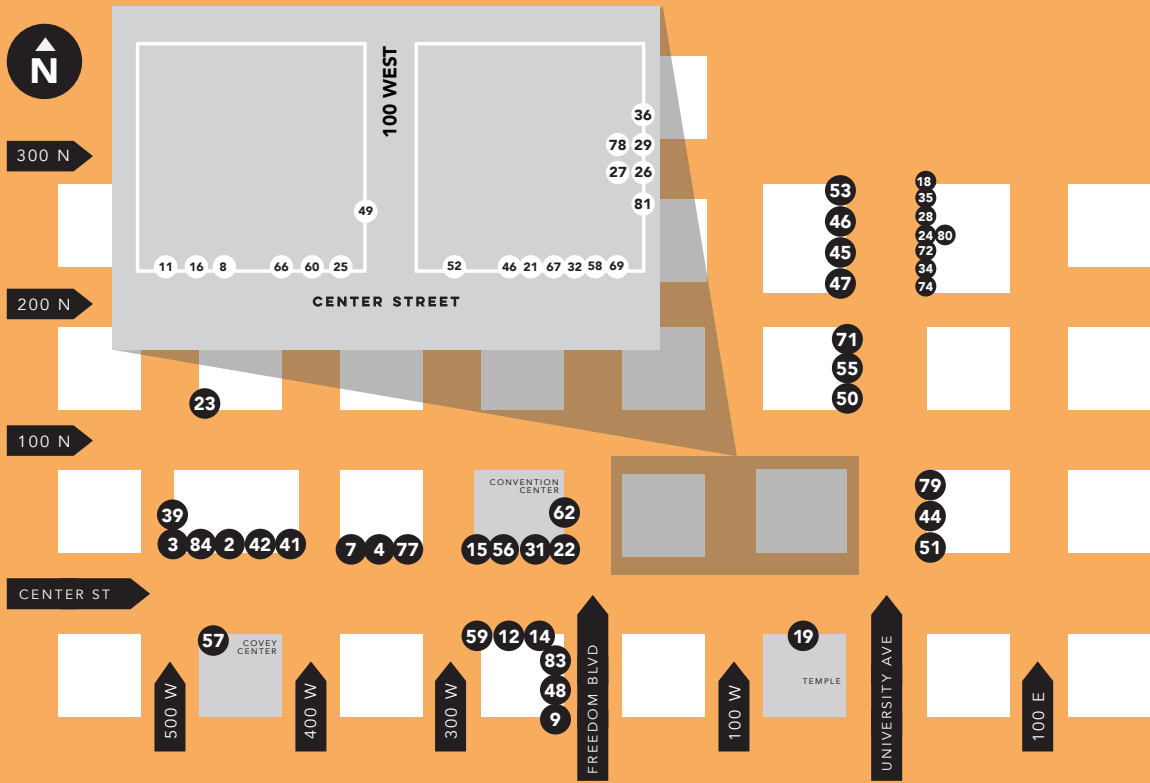 N
100 WEST
36
78 29
27 26
81
49
11 16 8 66 60 25
52 46 21 67 32 58 69
CENTER STREET
300 N
53
46
45
47
18
35
28
24 80
72
34
74
200 N
71
55
50
23
100 N
CONVENTION
CENTER
62
39
3 84 2 42 41
7 4 77
15 56 31 22
79
44
51
CENTER ST
57
COVEY
CENTER
59 12 14
83
48
9
19
TEMPLE
500 W
400 W
300 W
FREEDOM BLVD
100 W
UNIVERSITY AVE
100 E